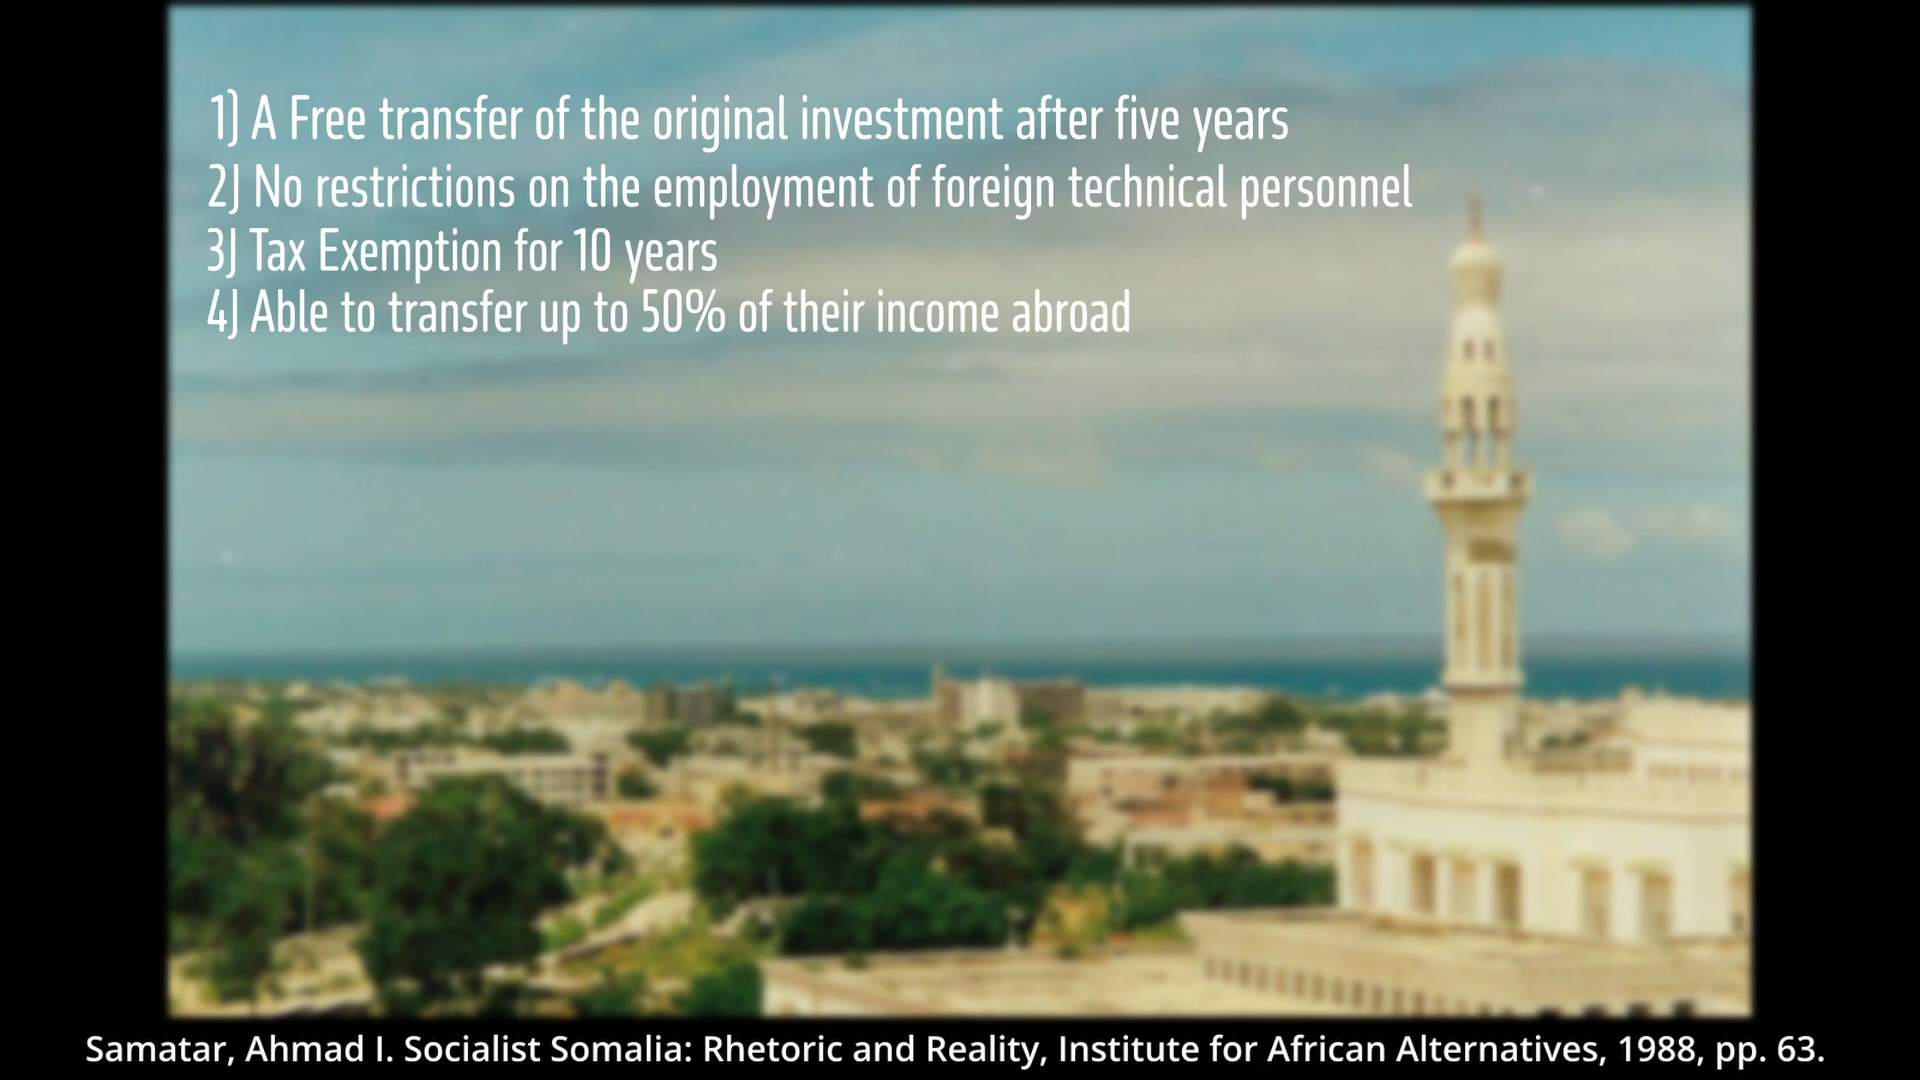 1) A Free transfer of the original investment after five years
2) No restrictions on the employment of foreign technical personnel
3) Tax Exemption for 10 years
4) Able to transfer up to 50% of their income abroad
Samatar, Ahmad I. Socialist Somalia: Rhetoric and Reality, Institute for African Alternatives, 1988, pp. 63.